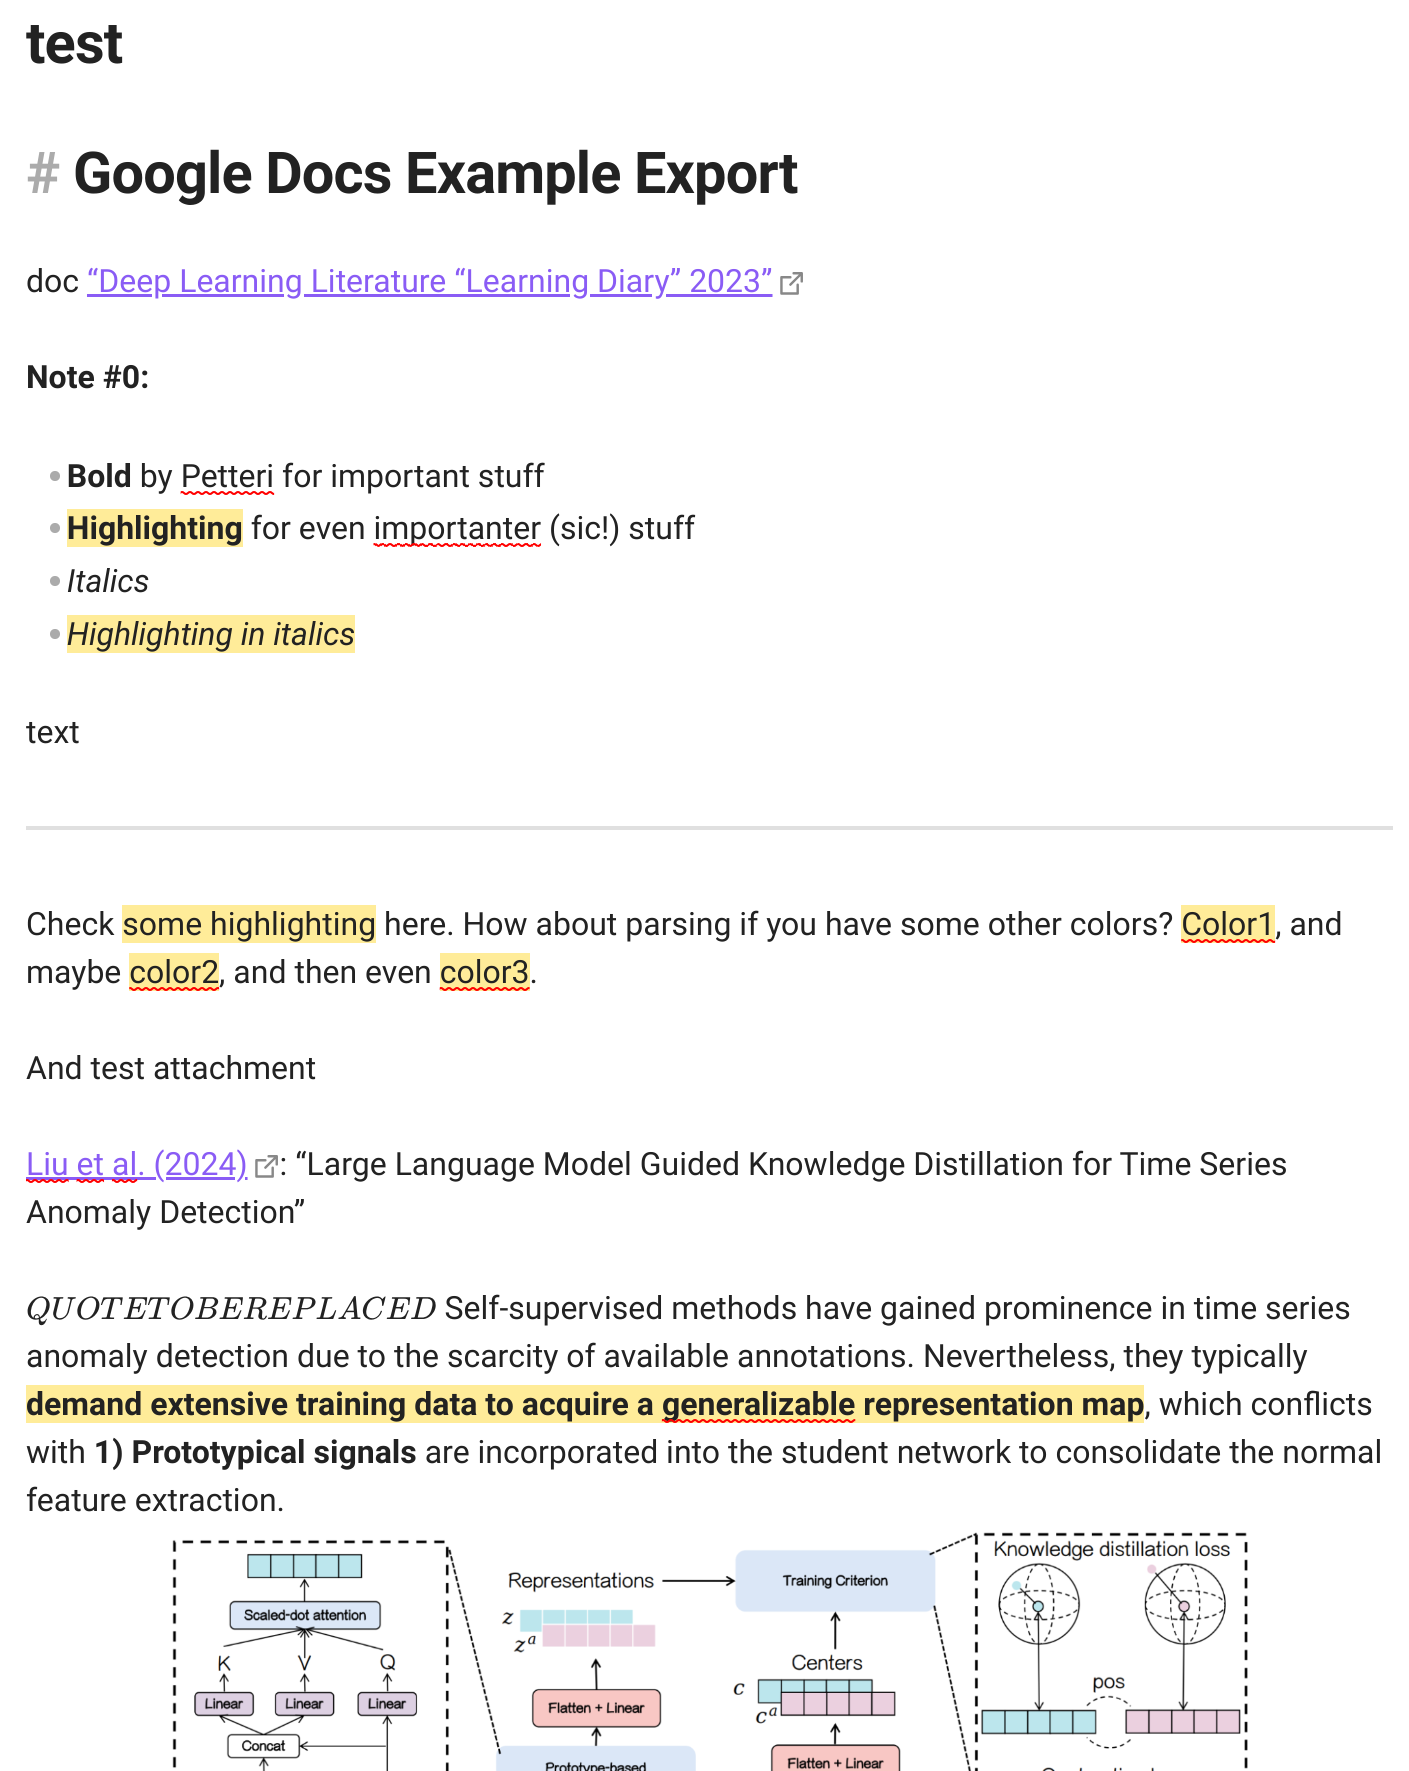 test
# Google Docs Example Export
doc “Deep Learning Literature “Learning Diary” 2023”
Note #0:
Bold by Petteri for important stuff
Highlighting for even importanter (sic!) stuff
Italics
Highlighting in italics
text
Check some highlighting here. How about parsing if you have some other colors? Color1, and
maybe color2, and then even color3.
And test attachment
Liu et al. (2024): “Large Language Model Guided Knowledge Distillation for Time Series
Anomaly Detection”
QUOTETOBEREPLACED Self-supervised methods have gained prominence in time series
anomaly detection due to the scarcity of available annotations. Nevertheless, they typically
demand extensive training data to acquire a generalizable representation map, which conflicts
with 1) Prototypical signals are incorporated into the student network to consolidate the normal
feature extraction.
Scaled-dot attention
K V Q
Linear Linear Linear
Concat
Representations
z
z^a
Flatten + Linear
Prototype-based
Training Criterion
Centers
c
c^a
Flatten + Linear
Knowledge distillation loss
pos